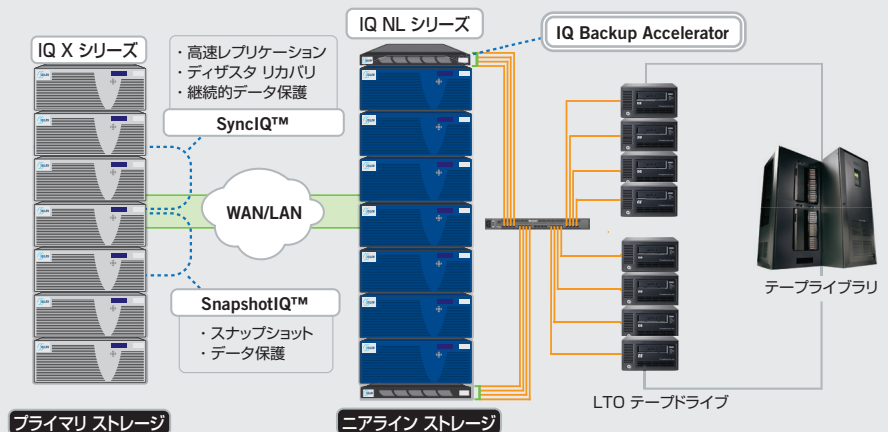 IQ X シリーズ
・高速レプリケーション
・ディザスタ リカバリ
・継続的データ保護
SyncIQ™
IQ NL シリーズ
IQ Backup Accelerator
WAN/LAN
SnapshotIQ™
・スナップショット
・データ保護
テープライブラリ
LTO テープドライブ
プライマリ ストレージ
ニアライン ストレージ